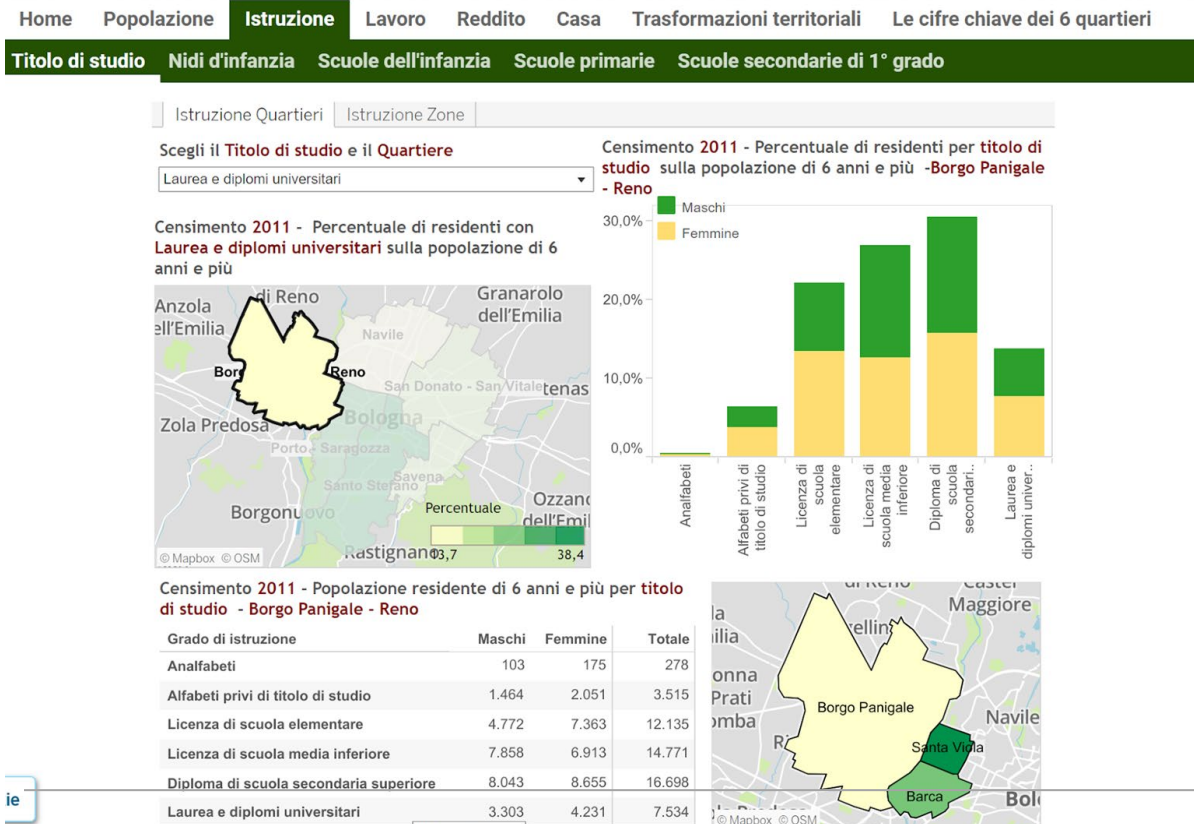 Home Popolazione Istruzione Lavoro Reddito Casa Trasformazioni territoriali Le cifre chiave dei 6 quartieri
Titolo di studio Nidi d'infanzia Scuole dell'infanzia Scuole primarie Scuole secondarie di 1° grado
Istruzione Quartieri Istruzione Zone
Scegli il Titolo di studio e il Quartiere
Laurea e diplomi universitari
Censimento 2011 - Percentuale di residenti con
Laurea e diplomi universitari sulla popolazione di 6
anni e più
di Reno
Granarolo
dell'Emilia
Anzola
ell'Emilia
Navile
Bor
Reno
San Donato - San Vitale
tenas
Zola Predosa
Bologna
Porto - Saragozza
Savena
Santo Stefano
Borgonuovo
Ozzano
dell'Emil
Rastignano
Percentuale
13,7 38,4
© Mapbox © OSM
Censimento 2011 - Percentuale di residenti per titolo di
studio sulla popolazione di 6 anni e più -Borgo Panigale
- Reno
Maschi
Femmine
30,0%
20,0%
10,0%
0,0%
Analfabeti
Alfabeti privi di
titolo di studio
Licenza di
scuola
elementare
Licenza di
scuola media
inferiore
Diploma di
scuola
secondari..
Laurea e
diplomi univer..
Censimento 2011 - Popolazione residente di 6 anni e più per titolo
di studio - Borgo Panigale - Reno
Grado di istruzione Maschi Femmine Totale
Analfabeti 103 175 278
Alfabeti privi di titolo di studio 1.464 2.051 3.515
Licenza di scuola elementare 4.772 7.363 12.135
Licenza di scuola media inferiore 7.858 6.913 14.771
Diploma di scuola secondaria superiore 8.043 8.655 16.698
Laurea e diplomi universitari 3.303 4.231 7.534
ie
Maggiore
onna
Prati
omba
Borgo Panigale
Navile
Santa Viola
Barca
Bol
© Mapbox © OSM